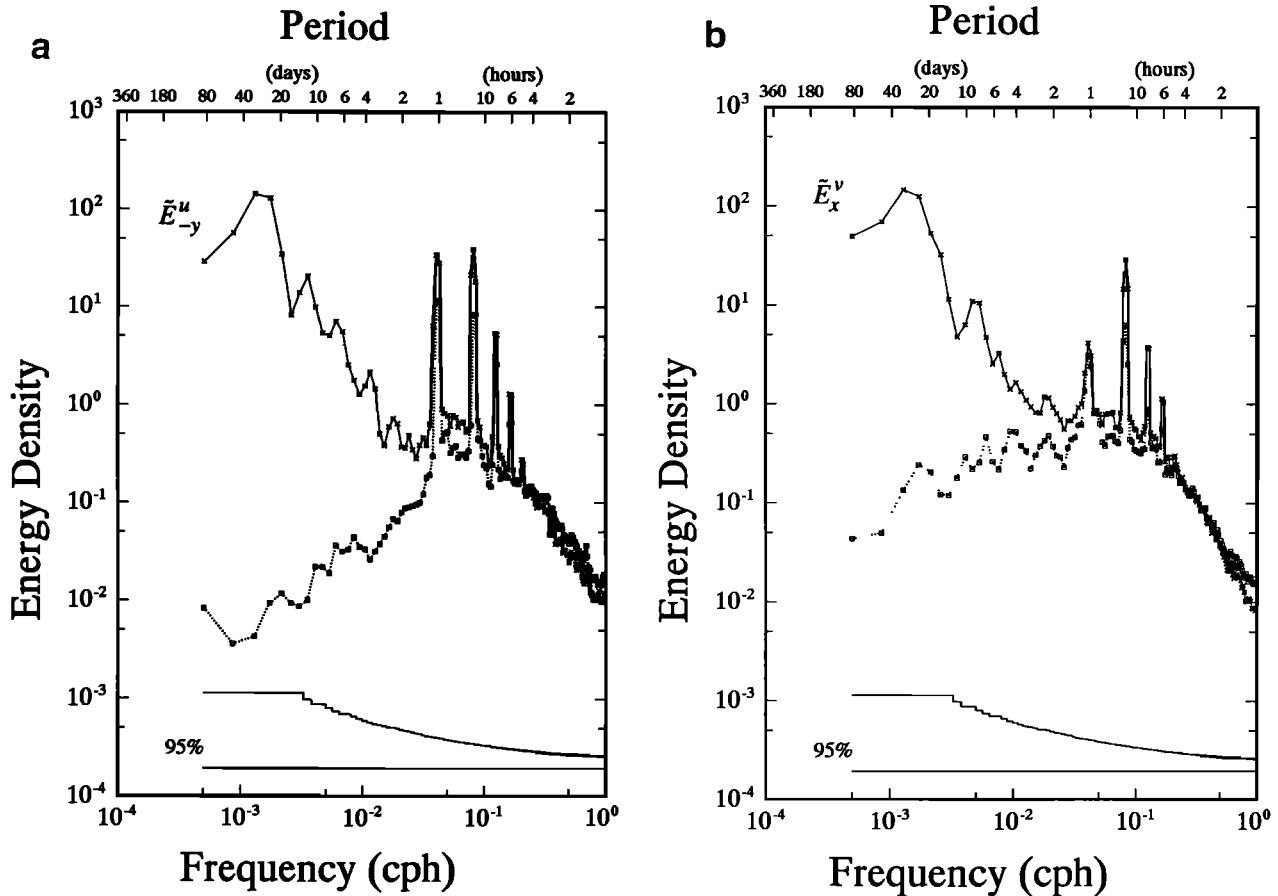 a
Period
(days) (hours)
360 180 80 40 20 10 6 4 2 1 10 6 4 2
10³
10²
10¹
10⁰
10⁻¹
10⁻²
10⁻³
10⁻⁴
Energy Density
Ẽᵘ₋y
95%
10⁻⁴ 10⁻³ 10⁻² 10⁻¹ 10⁰
Frequency (cph)
b
Period
(days) (hours)
360 180 80 40 20 10 6 4 2 1 10 6 4 2
10³
10²
10¹
10⁰
10⁻¹
10⁻²
10⁻³
10⁻⁴
Energy Density
Ẽᵛₓ
95%
10⁻⁴ 10⁻³ 10⁻² 10⁻¹ 10⁰
Frequency (cph)